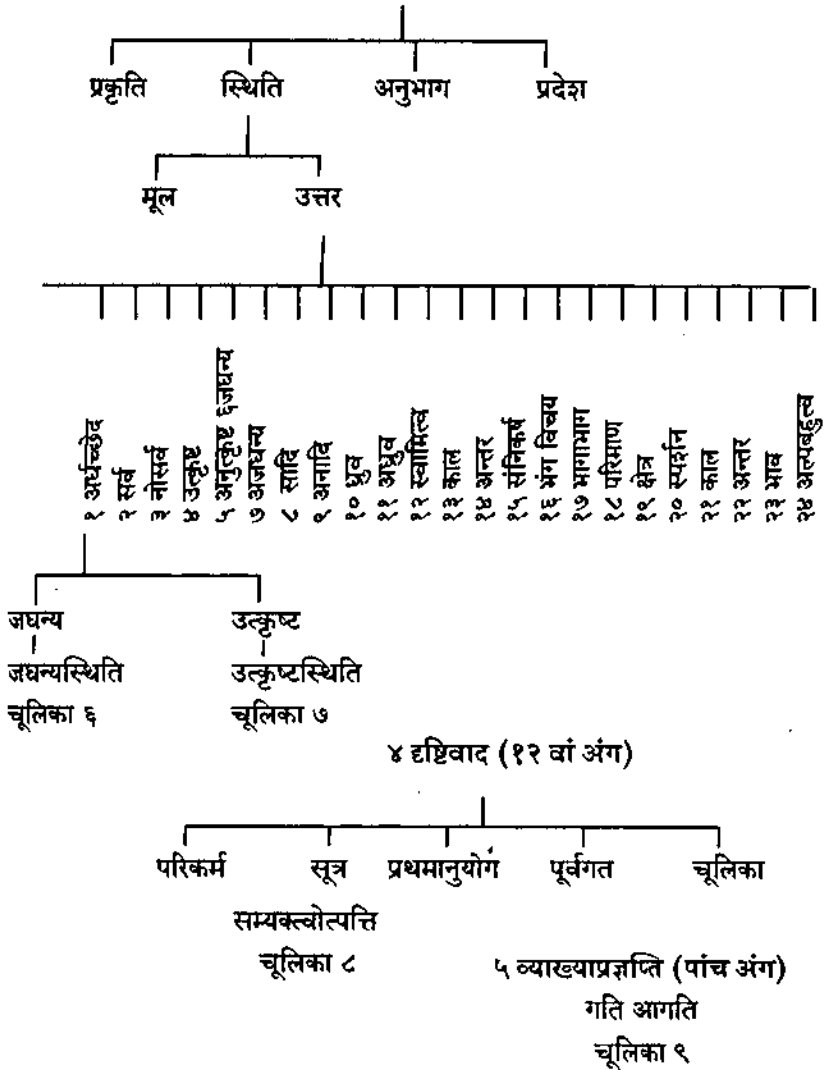 प्रकृति स्थिति अनुभाग प्रदेश
मूल उत्तर
१ अर्धच्छेद
२ सर्व
३ नोसर्व
४ उत्कृष्ट
५ अनुत्कृष्ट ६जघन्य
७ अजघन्य
८ सादि
९ अनादि
१० ध्रुव
११ अध्रुव
१२ स्वामित्व
१३ काल
१४ अन्तर
१५ संनिकर्ष
१६ भंग विचय
१७ भागाभाग
१८ परिमाण
१९ क्षेत्र
२० स्पर्शन
२१ काल
२२ अन्तर
२३ भाव
२४ अल्पबहुत्व
जघन्य उत्कृष्ट
जघन्यस्थिति उत्कृष्टस्थिति
चूलिका ६ चूलिका ७
४ दृष्टिवाद (१२ वां अंग)
परिकर्म सूत्र प्रथमानुयोग पूर्वगत चूलिका
सम्यक्त्वोत्पत्ति
चूलिका ८ ५ व्याख्याप्रज्ञप्ति (पांच अंग)
गति आगति
चूलिका ९